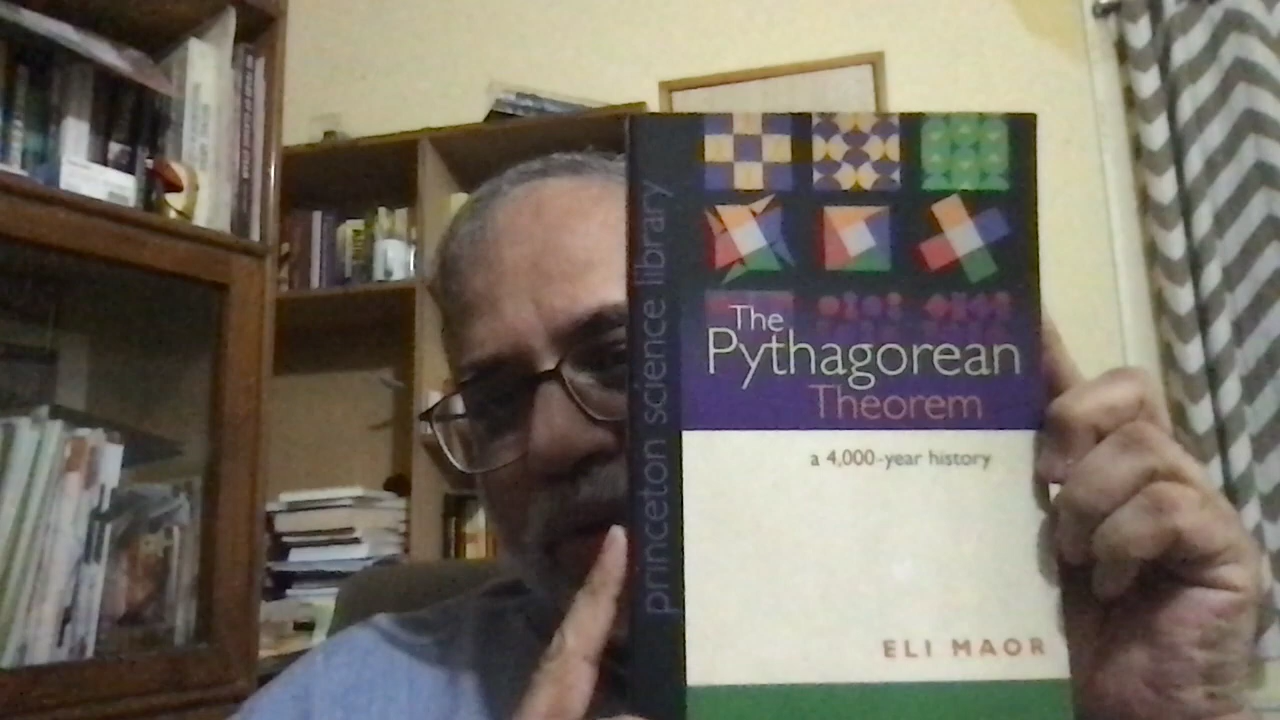 princeton science library
The
Pythagorean
Theorem
a 4,000-year history
ELI MAOR